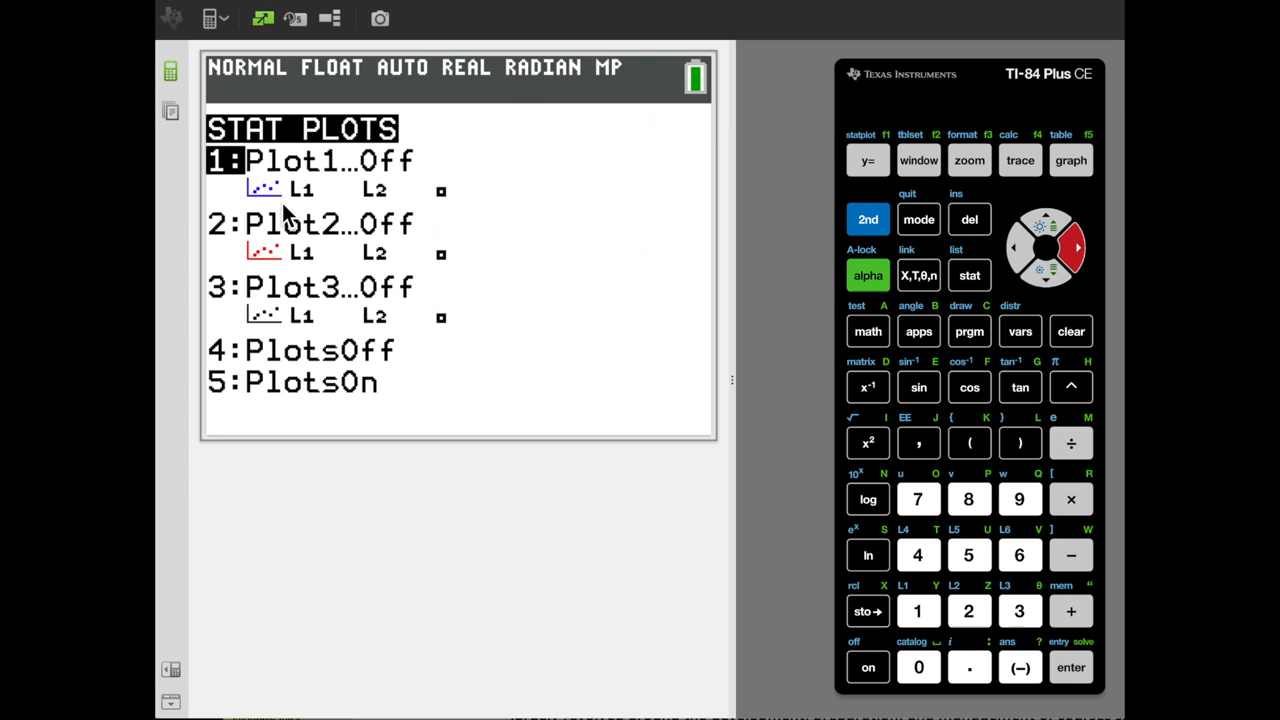 NORMAL FLOAT AUTO REAL RADIAN MP
STAT PLOTS
1:Plot1…Off
L1 L2
2:Plot2…Off
L1 L2
3:Plot3…Off
L1 L2
4:PlotsOff
5:PlotsOn
TEXAS INSTRUMENTS TI-84 Plus CE
statplot f1 tblset f2 format f3 calc f4 table f5
y= window zoom trace graph
quit ins
2nd mode del
A-lock link list
alpha X,T,θ,n stat
test A angle B draw C distr
math apps prgm vars clear
matrix D sin⁻¹ E cos⁻¹ F tan⁻¹ G π H
x⁻¹ sin cos tan ^
√ I EE J { K } L e M
x² , ( ) ÷
10ˣ N u O v P w Q [ R
log 7 8 9 ×
eˣ S L4 T L5 U L6 V ] W
ln 4 5 6 −
rcl X L1 Y L2 Z L3 θ mem “
sto→ 1 2 3 +
off catalog ⎵ i : ans ? entry solve
on 0 . (−) enter